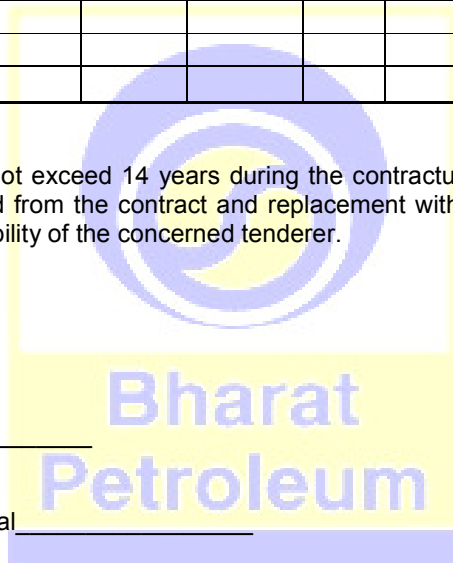 ot exceed 14 years during the contractu
d from the contract and replacement with
bility of the concerned tenderer.
Bharat
Petroleum
al